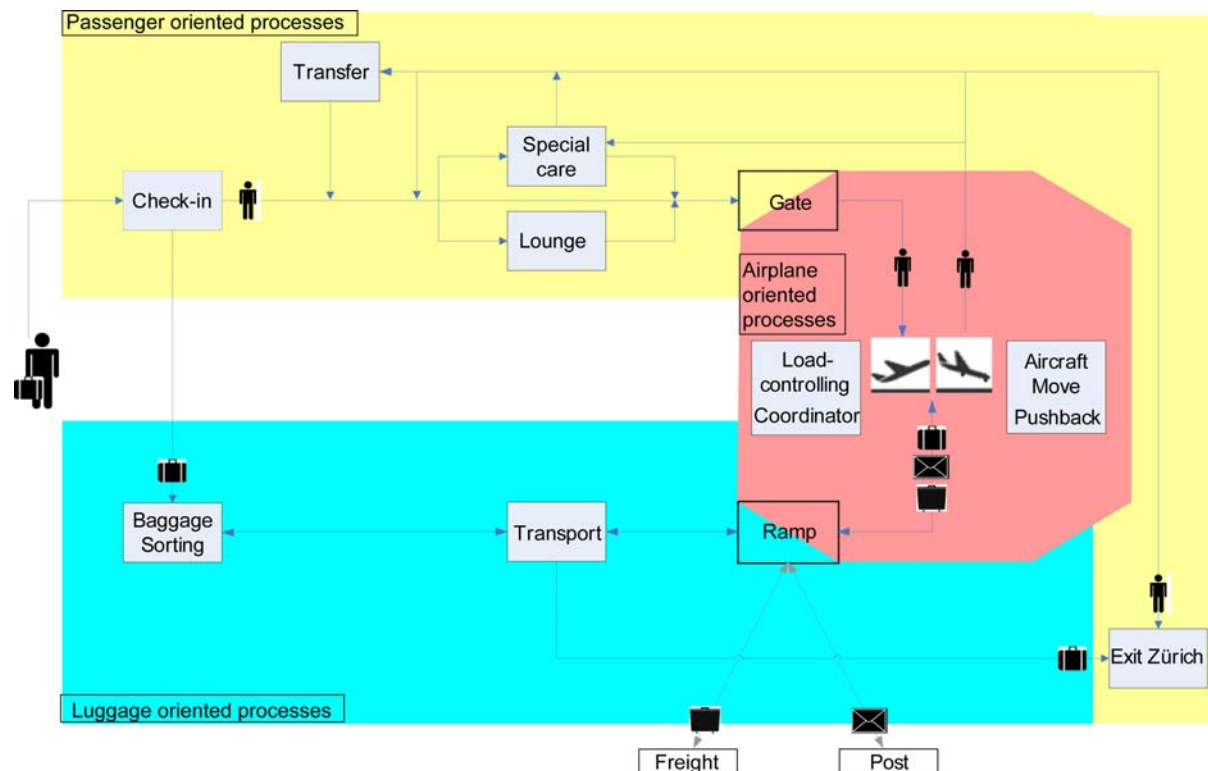 Passenger oriented processes
Transfer
Special
care
Check-in
Gate
Lounge
Airplane
oriented
processes
Load-
controlling
Coordinator
Aircraft
Move
Pushback
Baggage
Sorting
Transport
Ramp
Exit Zürich
Luggage oriented processes
Freight
Post